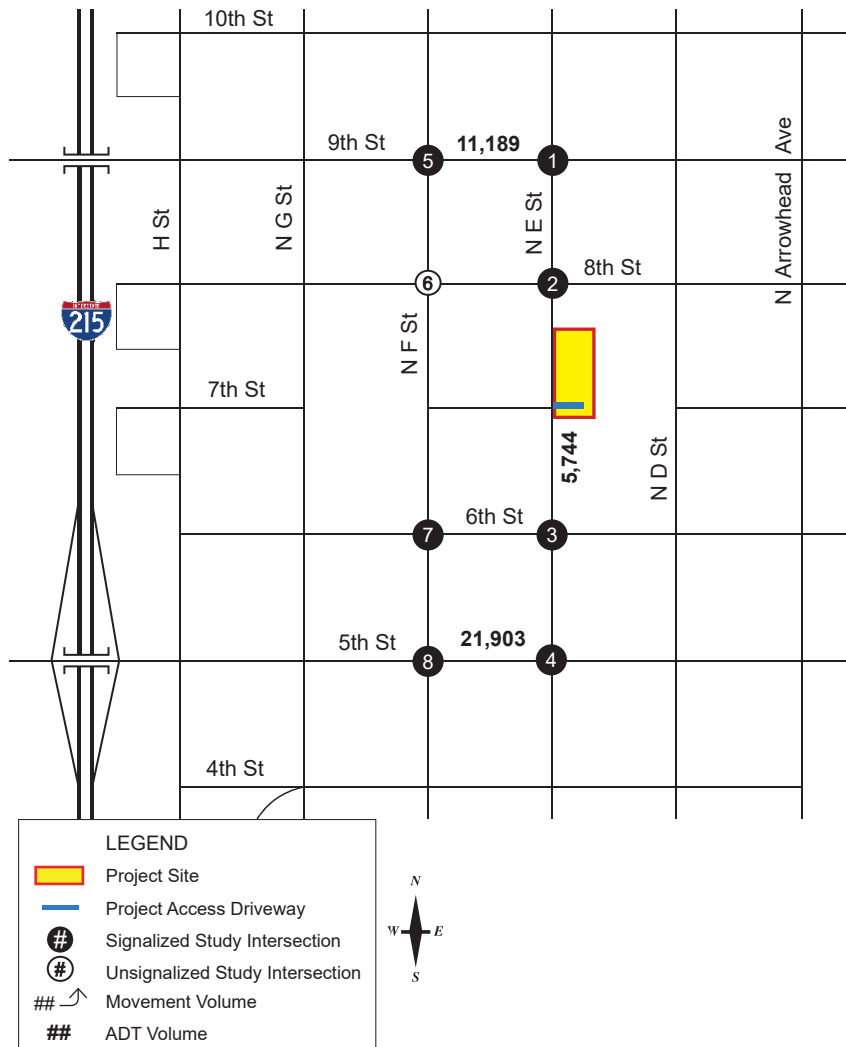 10th St
9th St
11,189
5
1
H St
N G St
N E St
N Arrowhead Ave
8th St
6
2
INTERSTATE
215
N F St
7th St
5,744
N D St
6th St
7
3
5th St
21,903
8
4
4th St
LEGEND
Project Site
Project Access Driveway
# Signalized Study Intersection
# Unsignalized Study Intersection
## Movement Volume
## ADT Volume
N
W E
S